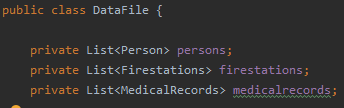 public class DataFile {
private List<Person> persons;
private List<Firestations> firestations;
private List<MedicalRecords> medicalrecords;